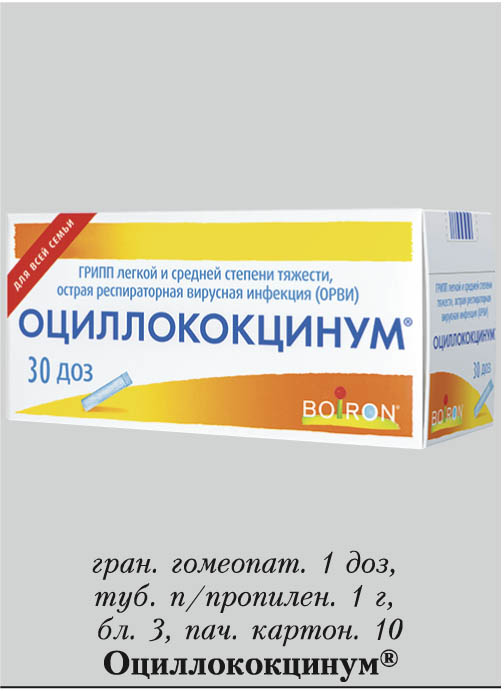 ДЛЯ ВСЕЙ СЕМЬИ
ГРИПП легкой и средней степени тяжести,
острая респираторная вирусная инфекция (ОРВИ)
ОЦИЛЛОКОКЦИНУМ®
30 ДОЗ
BOIRON®
ГРИПП легкой и средней степени
тяжести, острая респираторная
вирусная инфекция (ОРВИ)
ОЦИЛЛОКОКЦИНУМ®
30 ДОЗ
BOIRON
гран. гомеопат. 1 доз,
туб. п/пропилен. 1 г,
бл. 3, пач. картон. 10
Оциллококцинум®